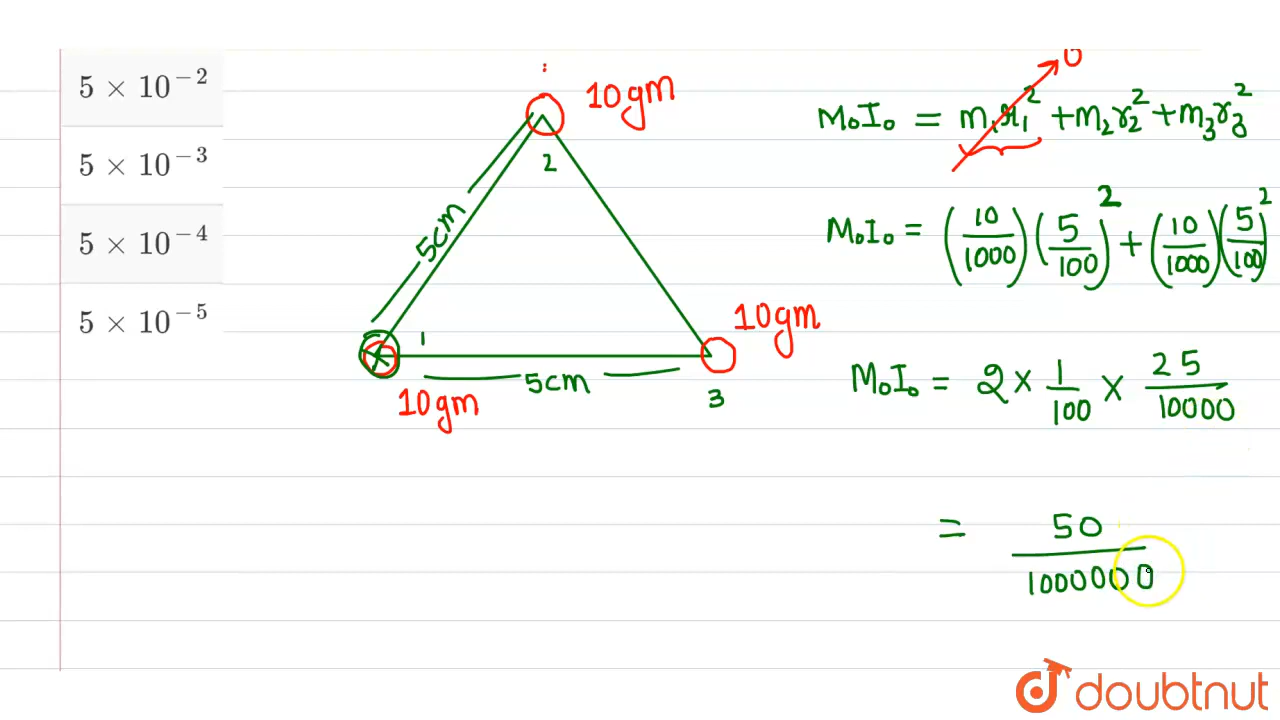 5 × 10⁻²
5 × 10⁻³
5 × 10⁻⁴
5 × 10⁻⁵
10gm
2
5cm
1
10gm
5cm
10gm
3
0
M₀I₀ = m₁r₁² + m₂r₂² + m₃r₃²
M₀I₀ = (10/1000)(5/100)² + (10/1000)(5/100)²
M₀I₀ = 2 × 1/100 × 25/10000
= 50/1000000
doubtnut